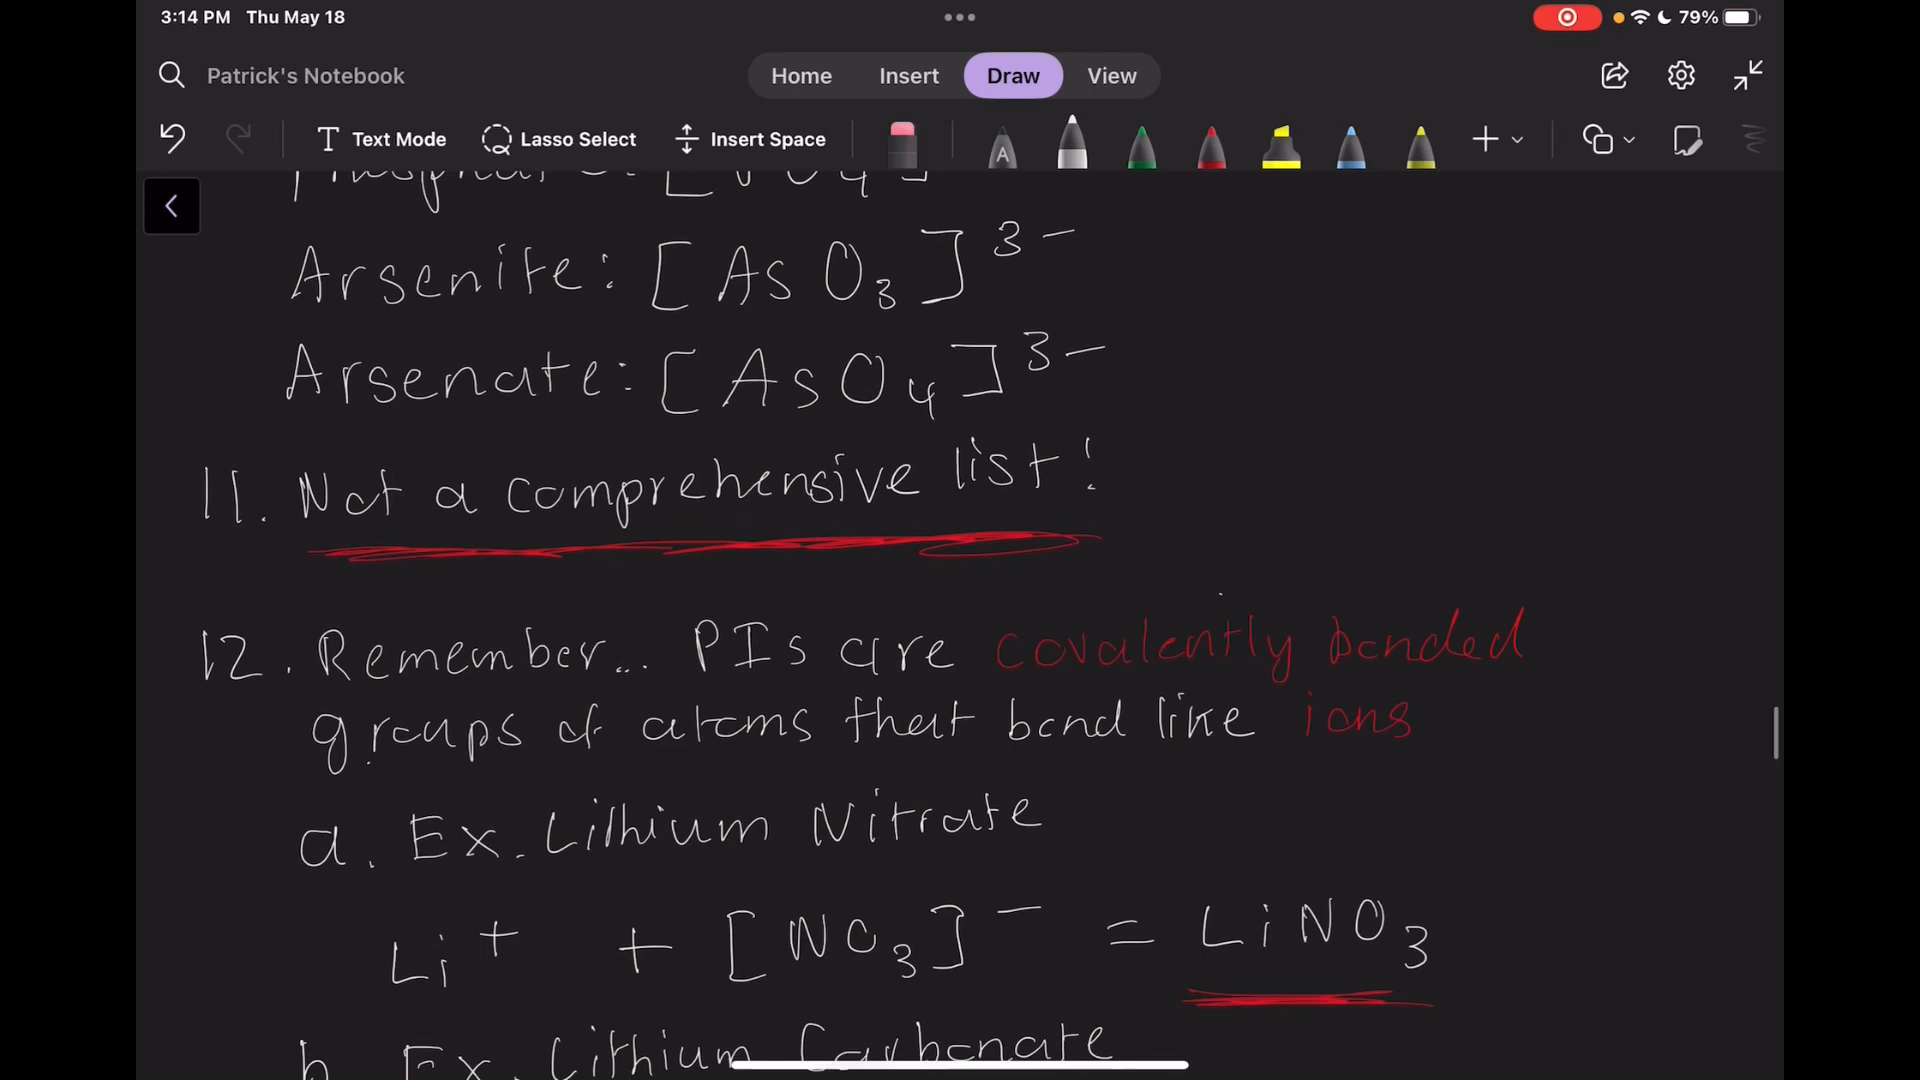 3:14 PM Thu May 18
79%
Patrick's Notebook
Home Insert Draw View
Text Mode Lasso Select Insert Space
A
Arsenite: [AsO₃]³⁻
Arsenate: [AsO₄]³⁻
11. Not a comprehensive list!
12. Remember... PIs are covalently bonded
groups of atoms that bond like ions
a. Ex. Lithium Nitrate
Li⁺ + [NO₃]⁻ = LiNO₃
b. Ex. Lithium Carbonate